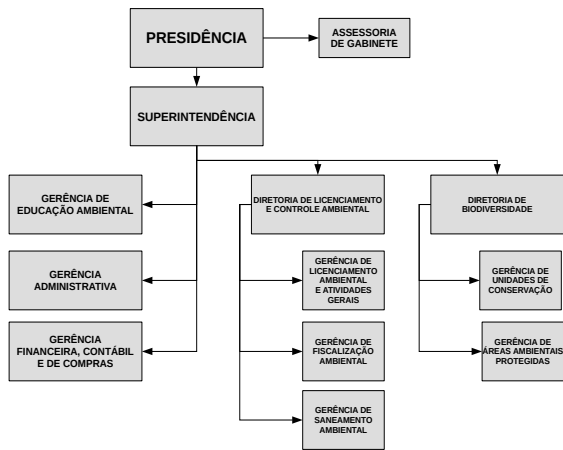 PRESIDÊNCIA
ASSESSORIA
DE GABINETE
SUPERINTENDÊNCIA
GERÊNCIA DE
EDUCAÇÃO AMBIENTAL
DIRETORIA DE LICENCIAMENTO
E CONTROLE AMBIENTAL
DIRETORIA DE
BIODIVERSIDADE
GERÊNCIA
ADMINISTRATIVA
GERÊNCIA DE
LICENCIAMENTO
AMBIENTAL
E ATIVIDADES
GERAIS
GERÊNCIA DE
UNIDADES DE
CONSERVAÇÃO
GERÊNCIA
FINANCEIRA, CONTÁBIL
E DE COMPRAS
GERÊNCIA DE
FISCALIZAÇÃO
AMBIENTAL
GERÊNCIA DE
ÁREAS AMBIENTAIS
PROTEGIDAS
GERÊNCIA DE
SANEAMENTO
AMBIENTAL